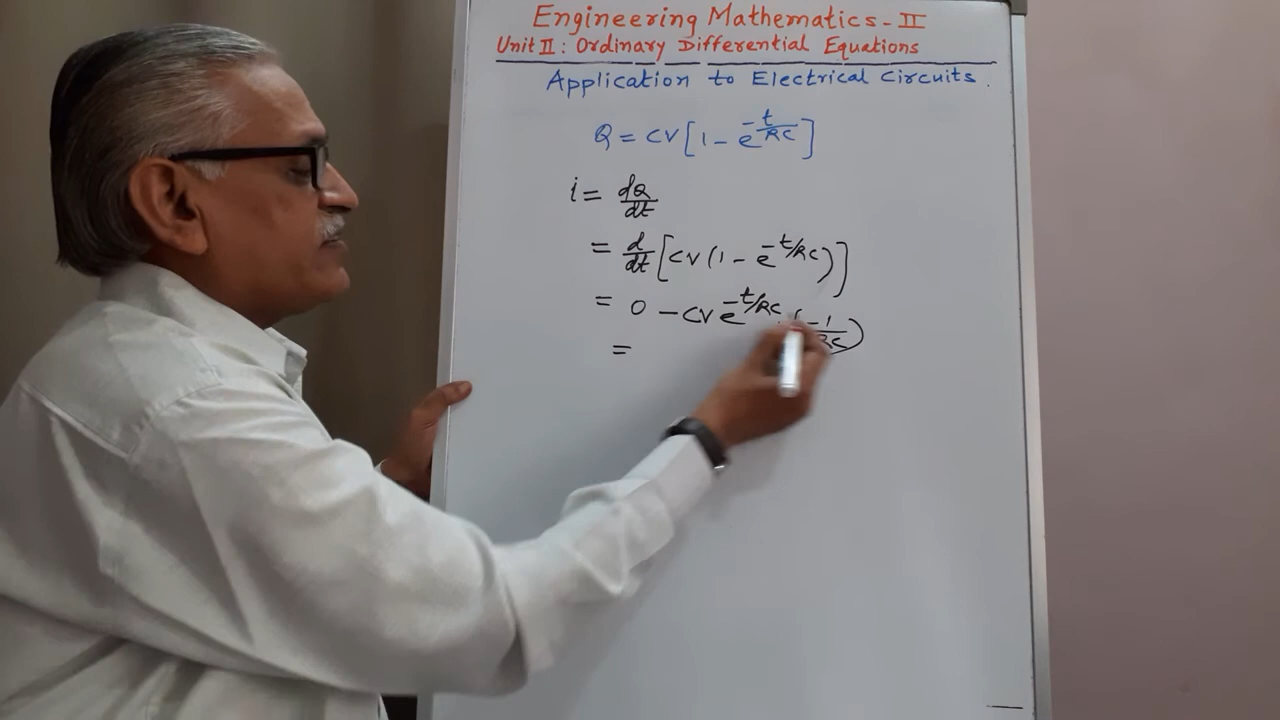 Engineering Mathematics - II
Unit II : Ordinary Differential Equations
Application to Electrical Circuits.
Q = CV[1 - e^{-t/RC}]
i = dQ/dt
= d/dt [CV(1 - e^{-t/RC})]
= 0 - CV e^{-t/RC} . (-1/RC)
=